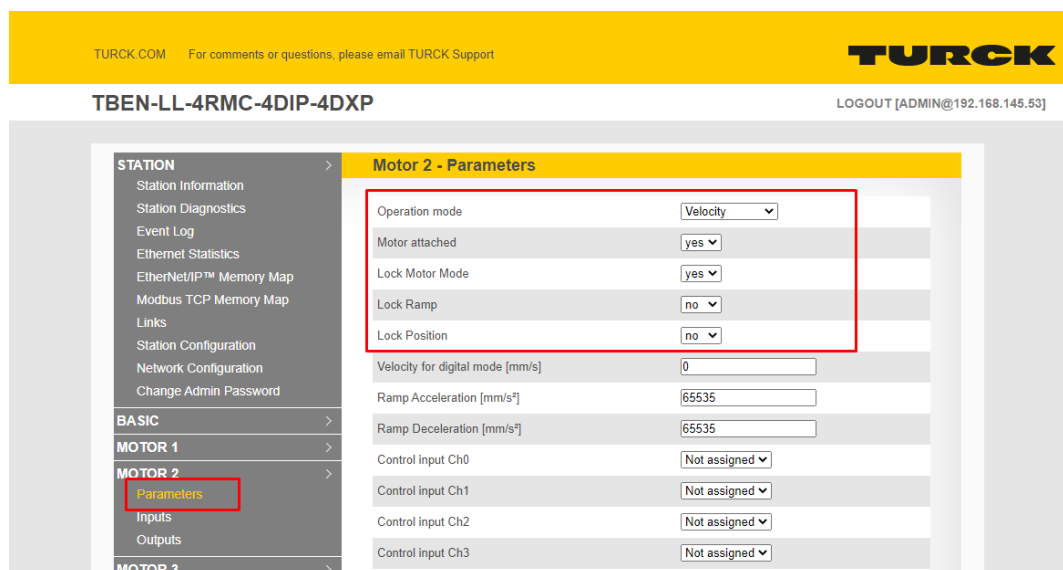 TURCK.COM For comments or questions, please email TURCK Support
TURCK
TBEN-LL-4RMC-4DIP-4DXP
LOGOUT [ADMIN@192.168.145.53]
STATION
Station Information
Station Diagnostics
Event Log
Ethernet Statistics
EtherNet/IP™ Memory Map
Modbus TCP Memory Map
Links
Station Configuration
Network Configuration
Change Admin Password
BASIC
MOTOR 1
MOTOR 2
Parameters
Inputs
Outputs
MOTOR 3
Motor 2 - Parameters
Operation mode Velocity
Motor attached yes
Lock Motor Mode yes
Lock Ramp no
Lock Position no
Velocity for digital mode [mm/s] 0
Ramp Acceleration [mm/s²] 65535
Ramp Deceleration [mm/s²] 65535
Control input Ch0 Not assigned
Control input Ch1 Not assigned
Control input Ch2 Not assigned
Control input Ch3 Not assigned